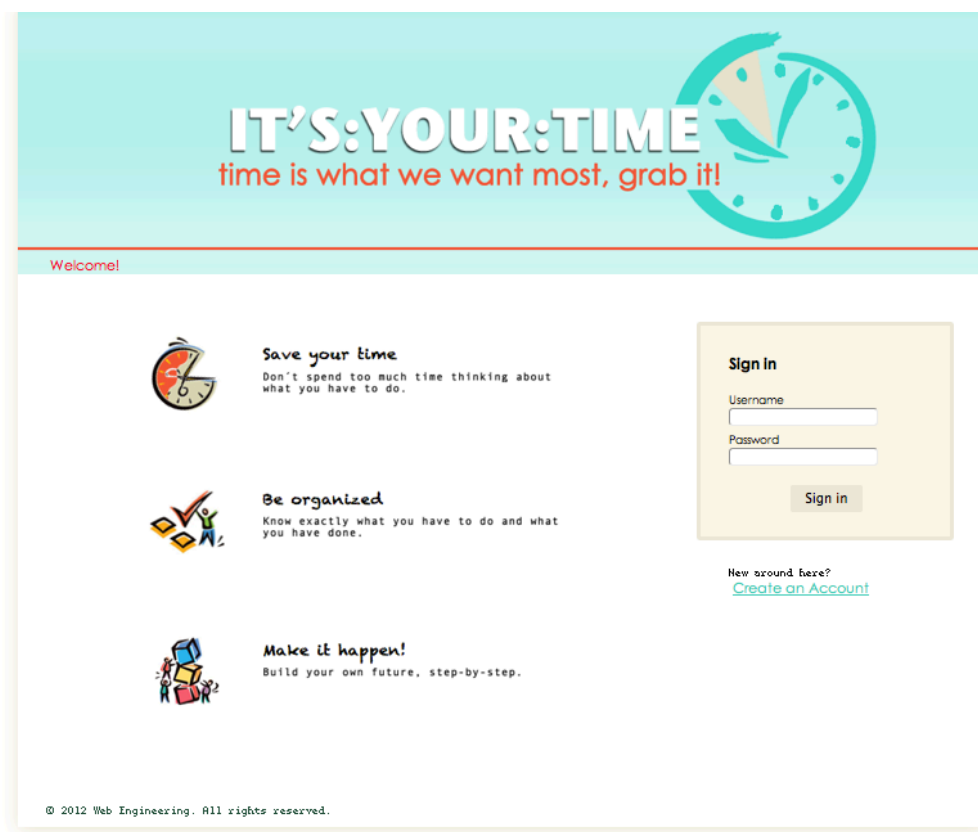 IT'S:YOUR:TIME
time is what we want most, grab it!
Welcome!
Save your time
Don´t spend too much time thinking about
what you have to do.
Be organized
Know exactly what you have to do and what
you have done.
Make it happen!
Build your own future, step-by-step.
Sign in
Username
Password
Sign in
New around here?
Create an Account
© 2012 Web Engineering. All rights reserved.